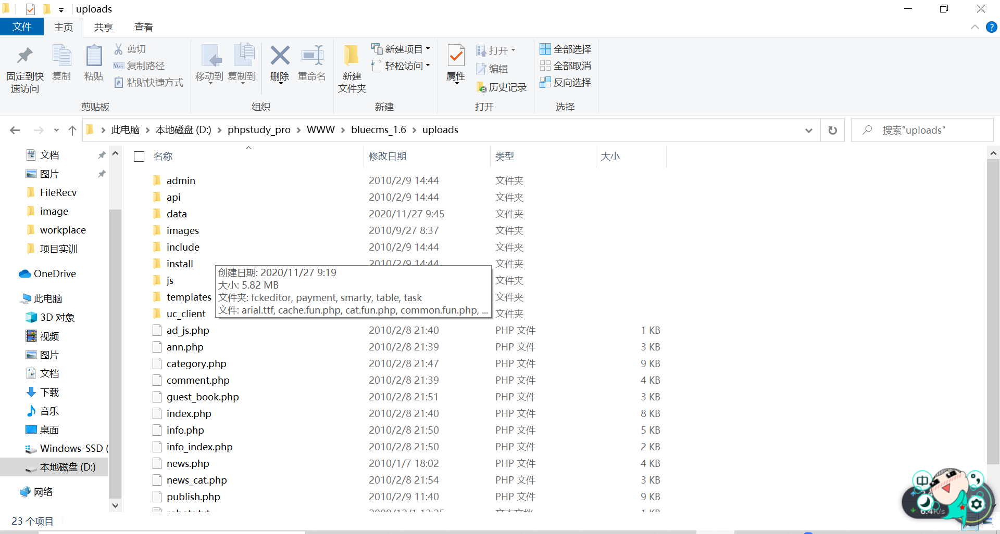 uploads
文件 主页 共享 查看
固定到快速访问 复制 粘贴 剪切 复制路径 粘贴快捷方式
移动到 复制到 删除 重命名
新建文件夹 新建项目 轻松访问
属性 打开 编辑 历史记录
全部选择 全部取消 反向选择
剪贴板 组织 新建 打开 选择
此电脑 本地磁盘 (D:) phpstudy_pro WWW bluecms_1.6 uploads 搜索"uploads"
文档
图片
FileRecv
image
workplace
项目实训
OneDrive
此电脑
3D 对象
视频
图片
文档
下载
音乐
桌面
Windows-SSD (
本地磁盘 (D:)
网络
名称 修改日期 类型 大小
admin 2010/2/9 14:44 文件夹
api 2010/2/9 14:44 文件夹
data 2020/11/27 9:45 文件夹
images 2010/9/27 8:37 文件夹
include 2010/2/9 14:44 文件夹
install 2010/2/9 14:44 文件夹
js 文件夹
templates 文件夹
uc_client 文件夹
创建日期: 2020/11/27 9:19
大小: 5.82 MB
文件夹: fckeditor, payment, smarty, table, task
文件: arial.ttf, cache.fun.php, cat.fun.php, common.fun.php, ...
ad_js.php 2010/2/8 21:40 PHP 文件 1 KB
ann.php 2010/2/8 21:39 PHP 文件 3 KB
category.php 2010/2/8 21:47 PHP 文件 9 KB
comment.php 2010/2/8 21:39 PHP 文件 4 KB
guest_book.php 2010/2/8 21:51 PHP 文件 3 KB
index.php 2010/2/8 21:40 PHP 文件 8 KB
info.php 2010/2/8 21:50 PHP 文件 5 KB
info_index.php 2010/2/8 21:50 PHP 文件 2 KB
news.php 2010/1/7 18:02 PHP 文件 4 KB
news_cat.php 2010/2/8 21:54 PHP 文件 3 KB
publish.php 2010/2/9 11:40 PHP 文件 9 KB
23 个项目
中